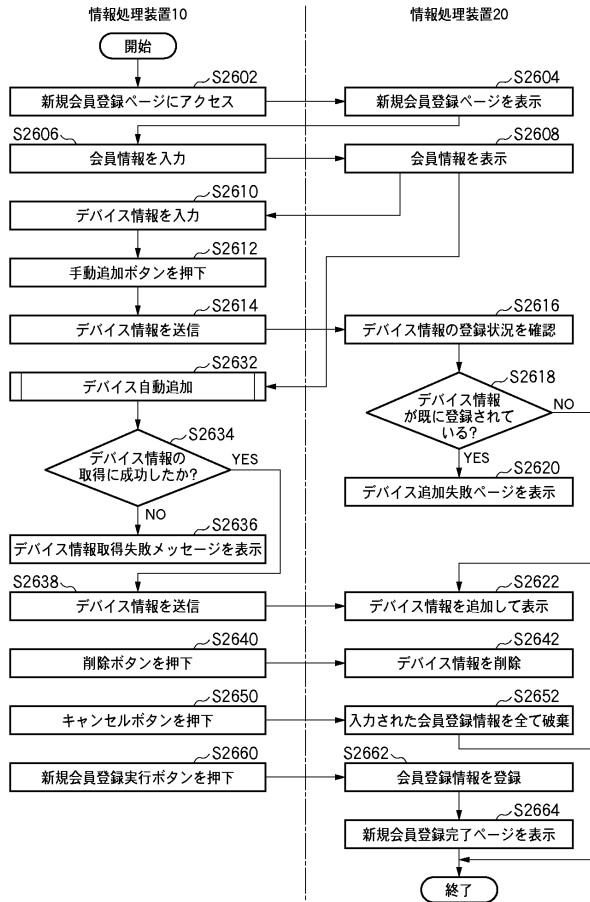 情報処理装置10
情報処理装置20
開始
S2602
新規会員登録ページにアクセス
S2604
新規会員登録ページを表示
S2606
会員情報を入力
S2608
会員情報を表示
S2610
デバイス情報を入力
S2612
手動追加ボタンを押下
S2614
デバイス情報を送信
S2616
デバイス情報の登録状況を確認
S2632
デバイス自動追加
S2618
デバイス情報
が既に登録されて
いる?
NO
YES
S2634
デバイス情報の
取得に成功したか?
YES
NO
S2620
デバイス追加失敗ページを表示
S2636
デバイス情報取得失敗メッセージを表示
S2638
デバイス情報を送信
S2622
デバイス情報を追加して表示
S2640
削除ボタンを押下
S2642
デバイス情報を削除
S2650
キャンセルボタンを押下
S2652
入力された会員登録情報を全て破棄
S2660
新規会員登録実行ボタンを押下
S2662
会員登録情報を登録
S2664
新規会員登録完了ページを表示
終了